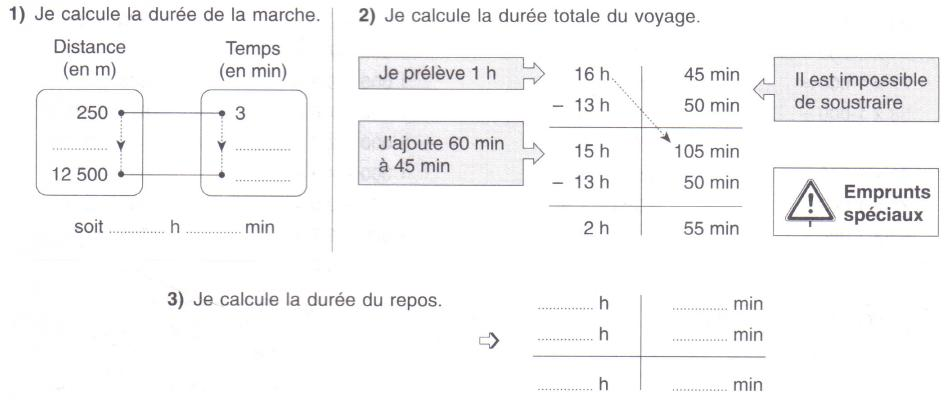 1) Je calcule la durée de la marche.
Distance
(en m)
Temps
(en min)
250
3
..............
..............
12 500
..............
soit .............. h .............. min
2) Je calcule la durée totale du voyage.
Je prélève 1 h
16 h
45 min
Il est impossible
de soustraire
– 13 h
50 min
J'ajoute 60 min
à 45 min
15 h
105 min
– 13 h
50 min
2 h
55 min
Emprunts
spéciaux
!
3) Je calcule la durée du repos.
.............. h
.............. min
.............. h
.............. min
.............. h
.............. min